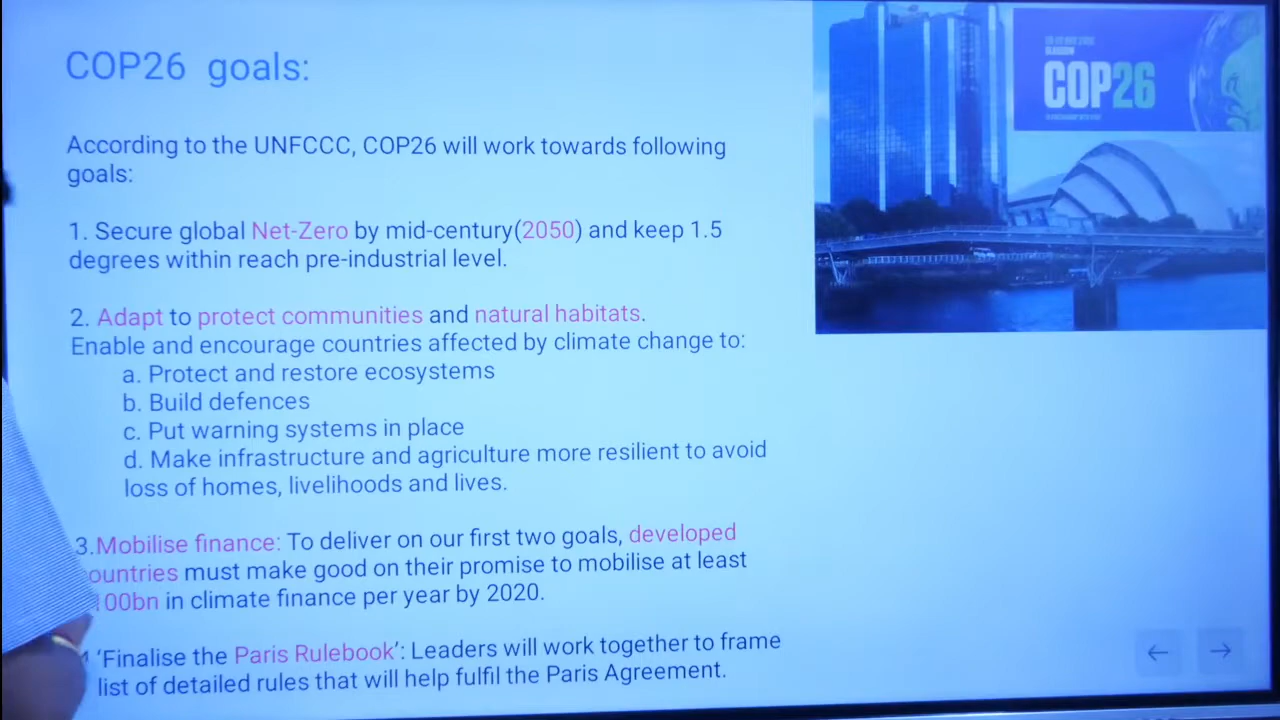 COP26 goals:
According to the UNFCCC, COP26 will work towards following
goals:
1. Secure global Net-Zero by mid-century(2050) and keep 1.5
degrees within reach pre-industrial level.
2. Adapt to protect communities and natural habitats.
Enable and encourage countries affected by climate change to:
a. Protect and restore ecosystems
b. Build defences
c. Put warning systems in place
d. Make infrastructure and agriculture more resilient to avoid
loss of homes, livelihoods and lives.
3.Mobilise finance: To deliver on our first two goals, developed
ountries must make good on their promise to mobilise at least
100bn in climate finance per year by 2020.
'Finalise the Paris Rulebook': Leaders will work together to frame
list of detailed rules that will help fulfil the Paris Agreement.
GLASGOW
COP26